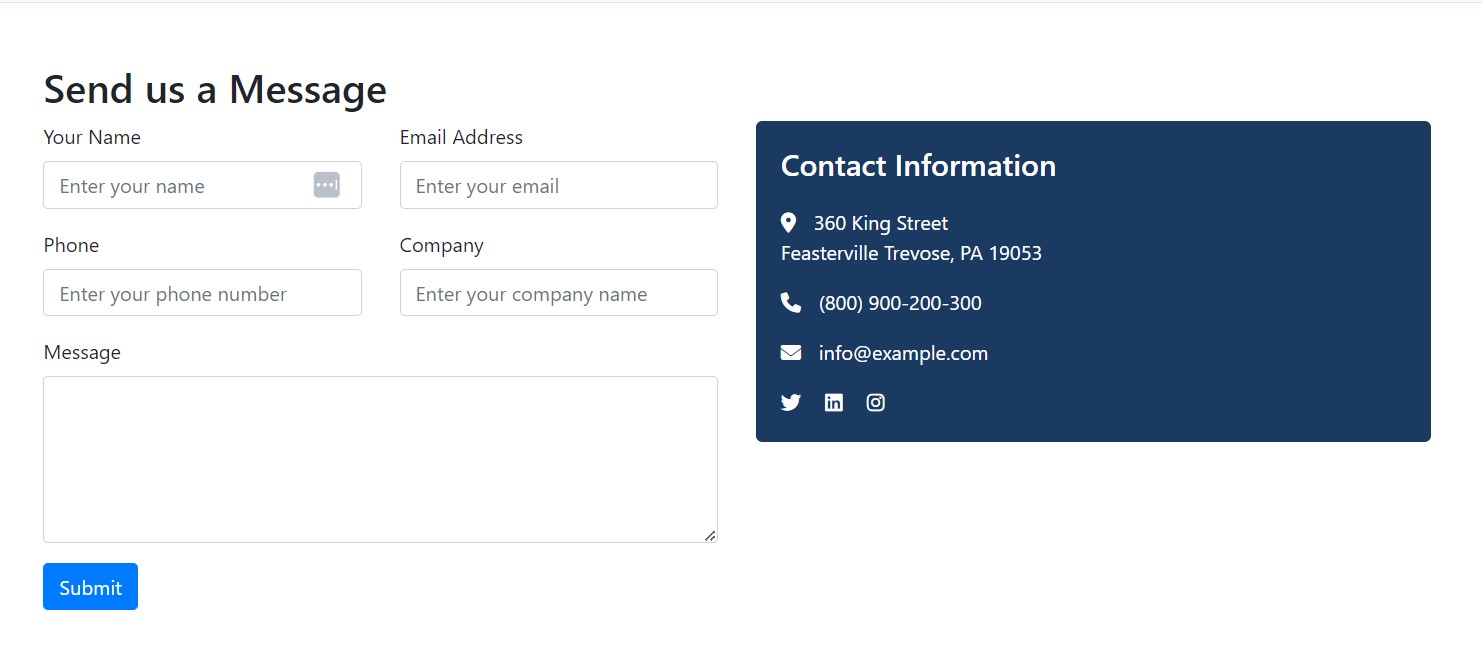 Send us a Message
Your Name
Email Address
Enter your name
Enter your email
Phone
Company
Enter your phone number
Enter your company name
Message
Submit
Contact Information
360 King Street
Feasterville Trevose, PA 19053
(800) 900-200-300
info@example.com